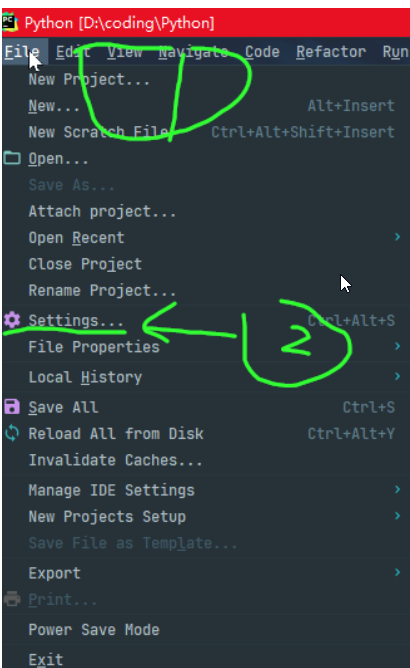 Python [D:\coding\Python]
File Edit View Navigate Code Refactor Run
New Project...
New... Alt+Insert
New Scratch File Ctrl+Alt+Shift+Insert
Open...
Save As...
Attach project...
Open Recent
Close Project
Rename Project...
Settings... Ctrl+Alt+S
2
File Properties
Local History
Save All Ctrl+S
Reload All from Disk Ctrl+Alt+Y
Invalidate Caches...
Manage IDE Settings
New Projects Setup
Save File as Template...
Export
Print...
Power Save Mode
Exit